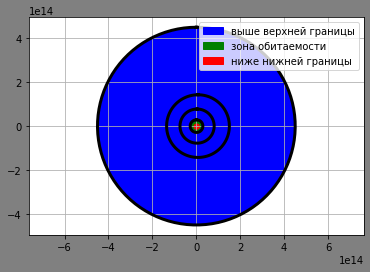 1e14
выше верхней границы
зона обитаемости
ниже нижней границы
4
2
0
−2
−4
−6
−4
−2
0
2
4
6
1e14